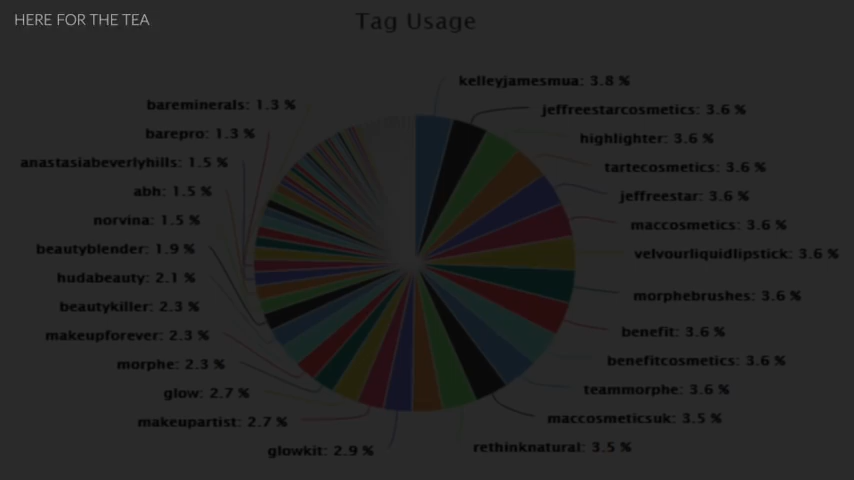 HERE FOR THE TEA
Tag Usage
kelleyjamesmua: 3.8 %
jeffreestarcosmetics: 3.6 %
highlighter: 3.6 %
tartecosmetics: 3.6 %
jeffreestar: 3.6 %
maccosmetics: 3.6 %
velvourliquidlipstick: 3.6 %
morphebrushes: 3.6 %
benefit: 3.6 %
benefitcosmetics: 3.6 %
teammorphe: 3.6 %
maccosmeticsuk: 3.5 %
rethinknatural: 3.5 %
glowkit: 2.9 %
makeupartist: 2.7 %
glow: 2.7 %
morphe: 2.3 %
makeupforever: 2.3 %
beautykiller: 2.3 %
hudabeauty: 2.1 %
beautyblender: 1.9 %
norvina: 1.5 %
abh: 1.5 %
anastasiabeverlyhills: 1.5 %
barepro: 1.3 %
bareminerals: 1.3 %